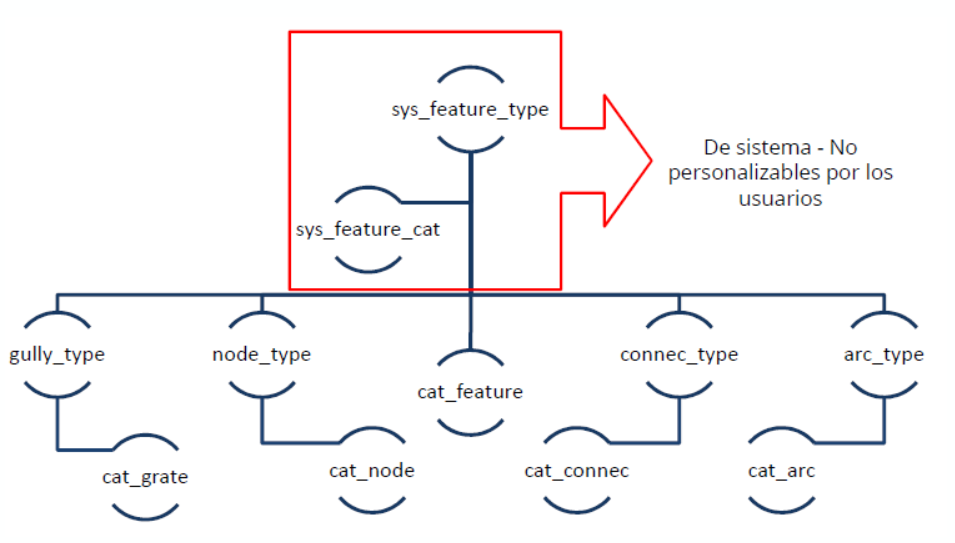 sys_feature_type
De sistema - No
personalizables por los
usuarios
sys_feature_cat
gully_type
node_type
cat_feature
connec_type
arc_type
cat_grate
cat_node
cat_connec
cat_arc